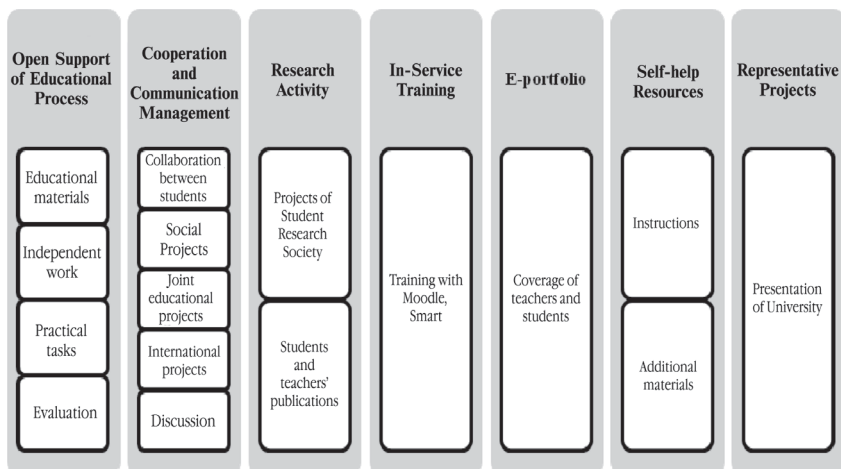 Open Support
of Educational
Process
Educational
materials
Independent
work
Practical
tasks
Evaluation
Cooperation
and
Communication
Management
Collaboration
between
students
Social
Projects
Joint
educational
projects
International
projects
Discussion
Research
Activity
Projects of
Student
Research
Society
Students
and
teachers'
publications
In-Service
Training
Training with
Moodle,
Smart
E-portfolio
Coverage of
teachers and
students
Self-help
Resources
Instructions
Additional
materials
Representative
Projects
Presentation
of University